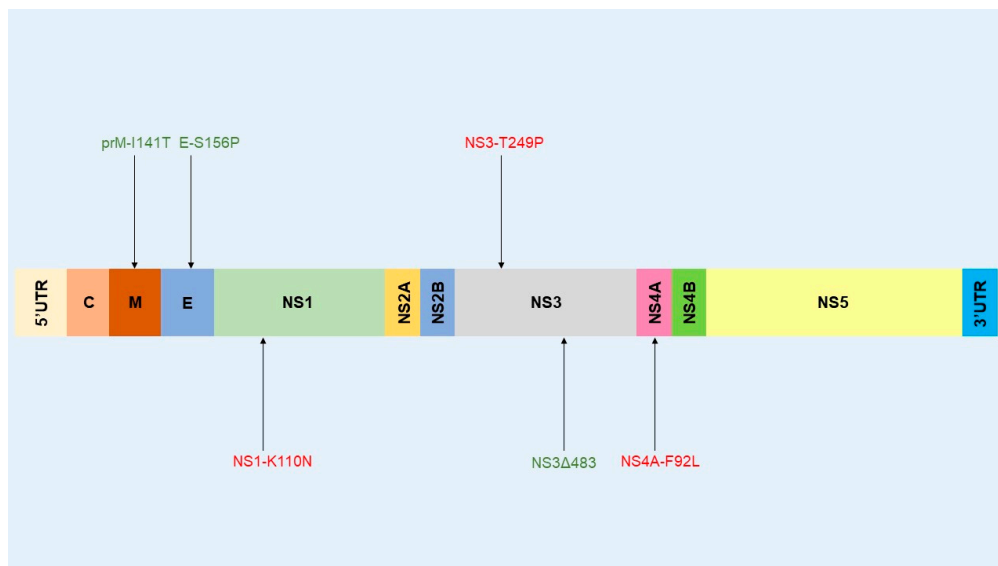 prM-I141T E-S156P NS3-T249P
5'UTR C M E NS1 NS2A NS2B NS3 NS4A NS4B NS5 3'UTR
NS1-K110N NS3Δ483 NS4A-F92L